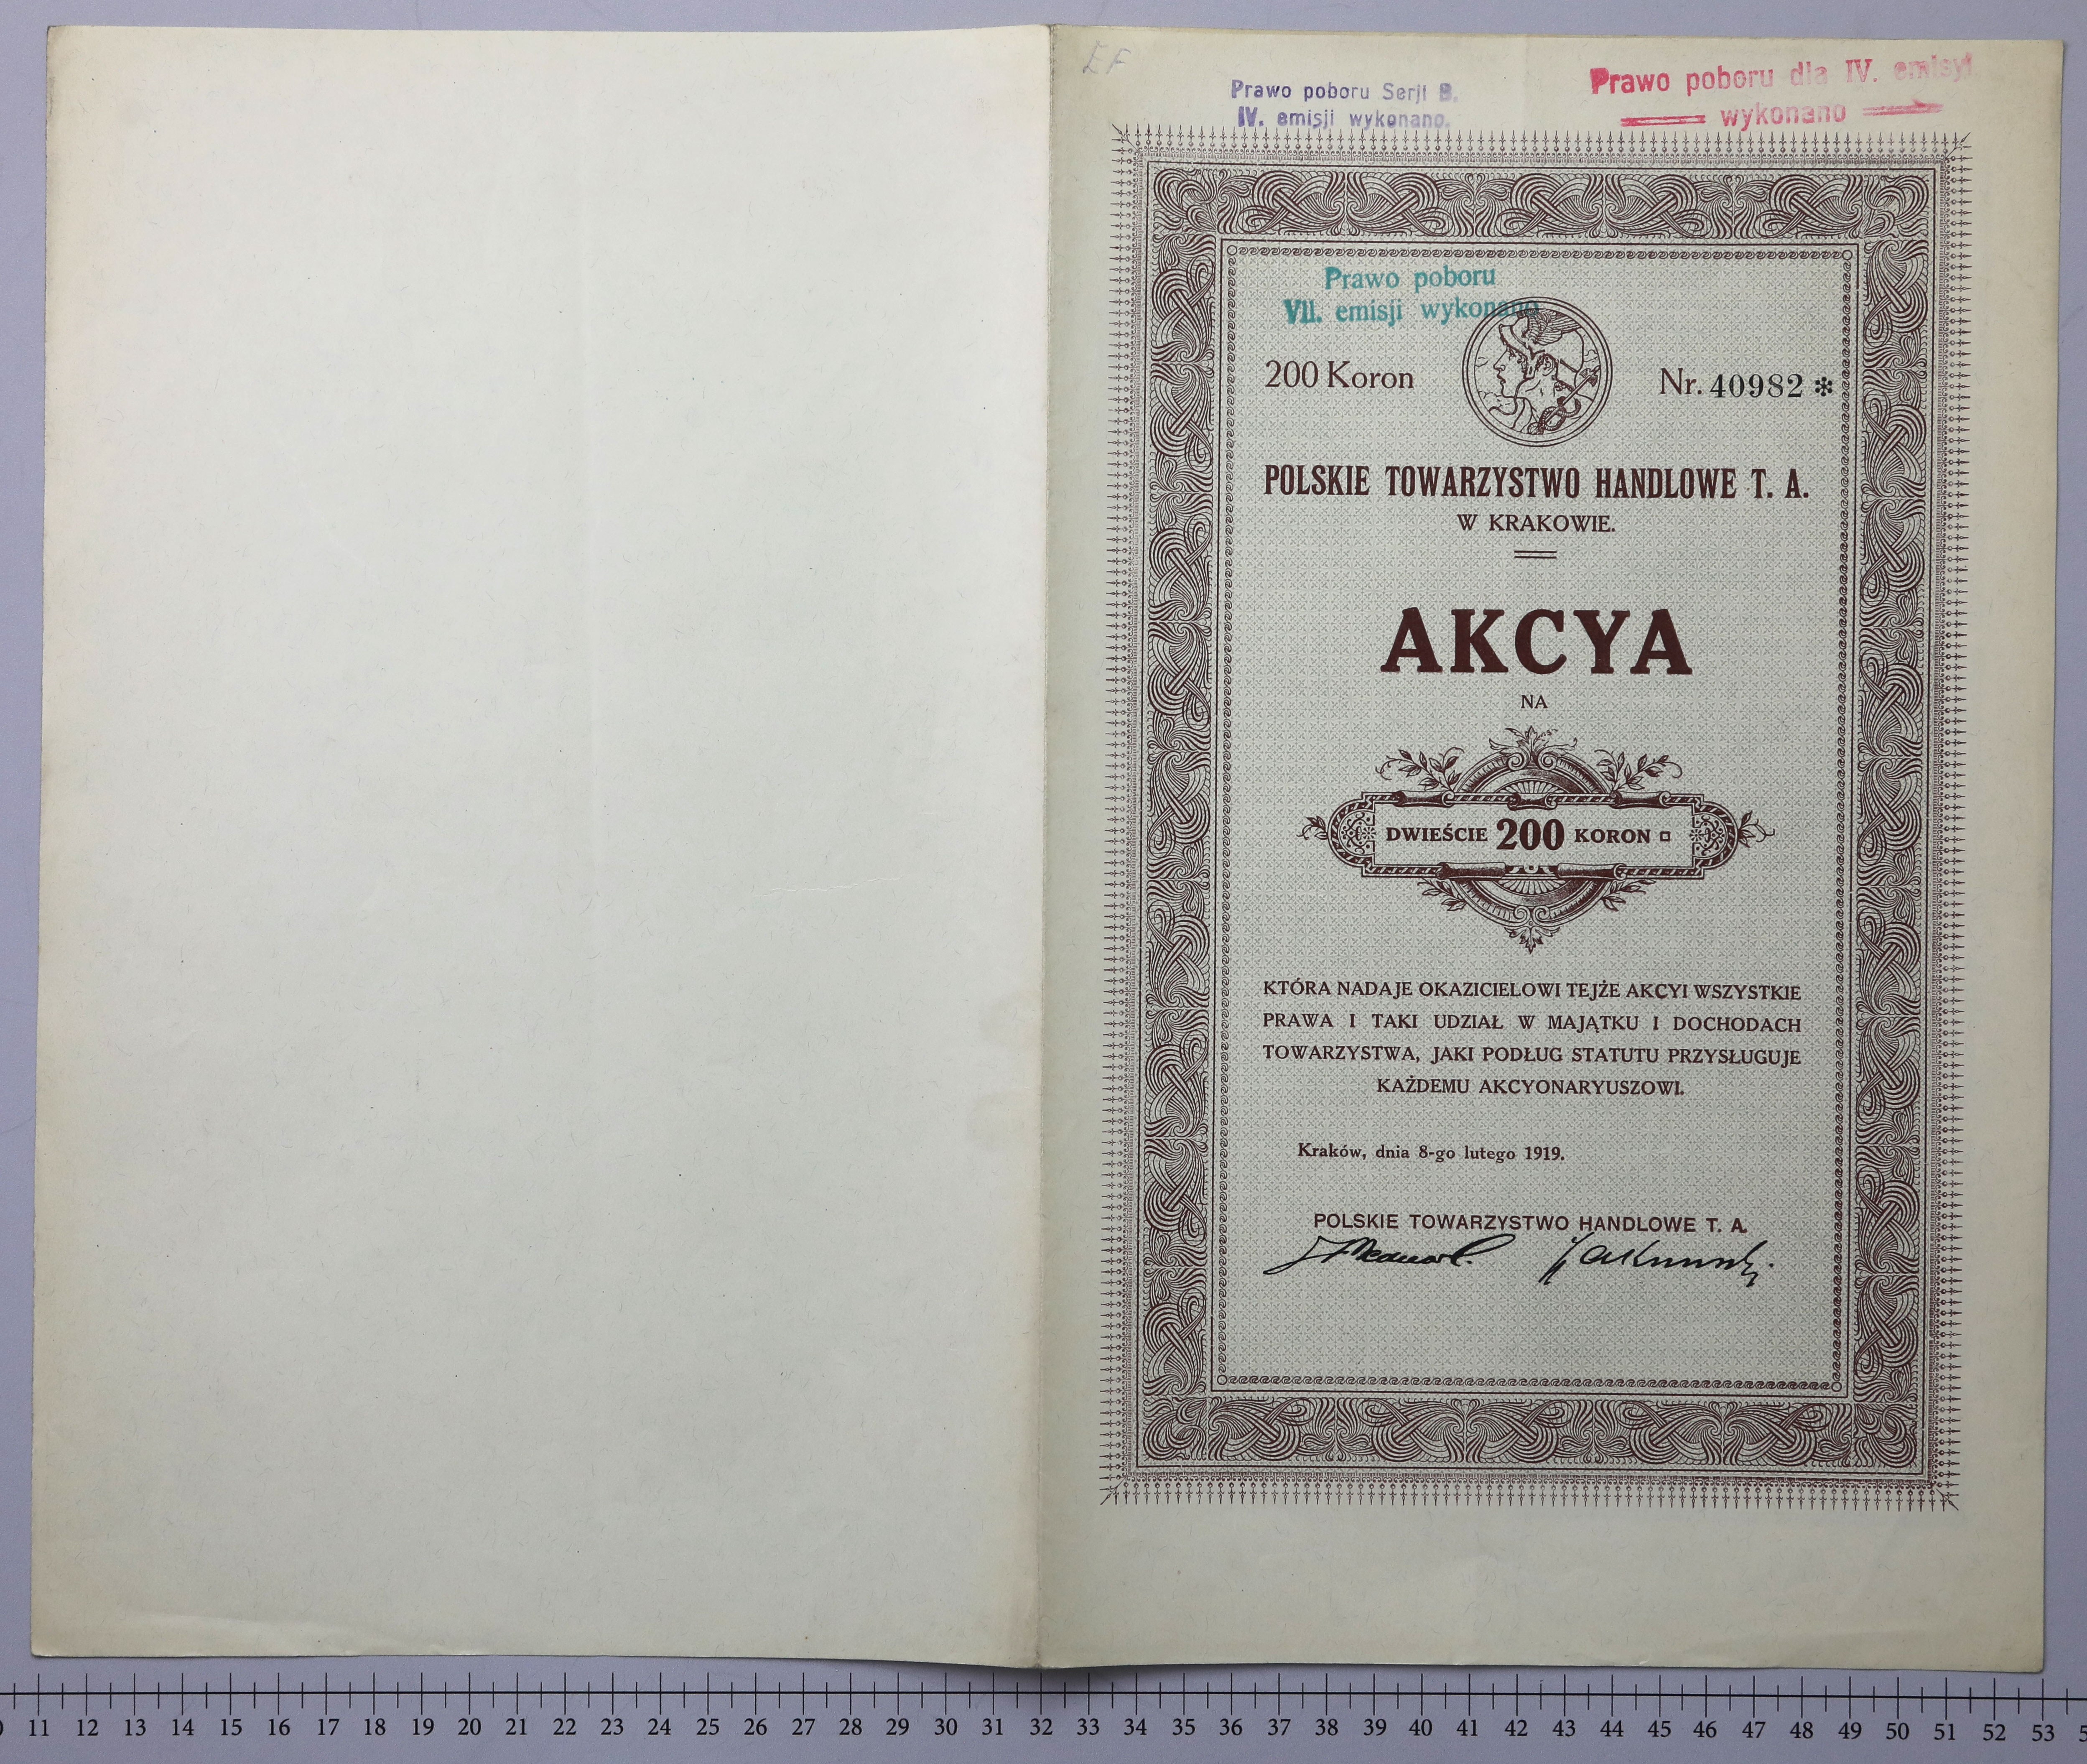 EF
Prawo poboru Serji B.
IV. emisji wykonano.
Prawo poboru dla IV. emisyi
wykonano
Prawo poboru
VII. emisji wykonano
200 Koron
Nr. 40982 *
POLSKIE TOWARZYSTWO HANDLOWE T. A.
W KRAKOWIE.
AKCYA
NA
DWIEŚCIE 200 KORON
KTÓRA NADAJE OKAZICIELOWI TEJŻE AKCYI WSZYSTKIE
PRAWA I TAKI UDZIAŁ W MAJĄTKU I DOCHODACH
TOWARZYSTWA, JAKI PODŁUG STATUTU PRZYSŁUGUJE
KAŻDEMU AKCYONARYUSZOWI.
Kraków, dnia 8-go lutego 1919.
POLSKIE TOWARZYSTWO HANDLOWE T. A.
11 12 13 14 15 16 17 18 19 20 21 22 23 24 25 26 27 28 29 30 31 32 33 34 35 36 37 38 39 40 41 42 43 44 45 46 47 48 49 50 51 52 53